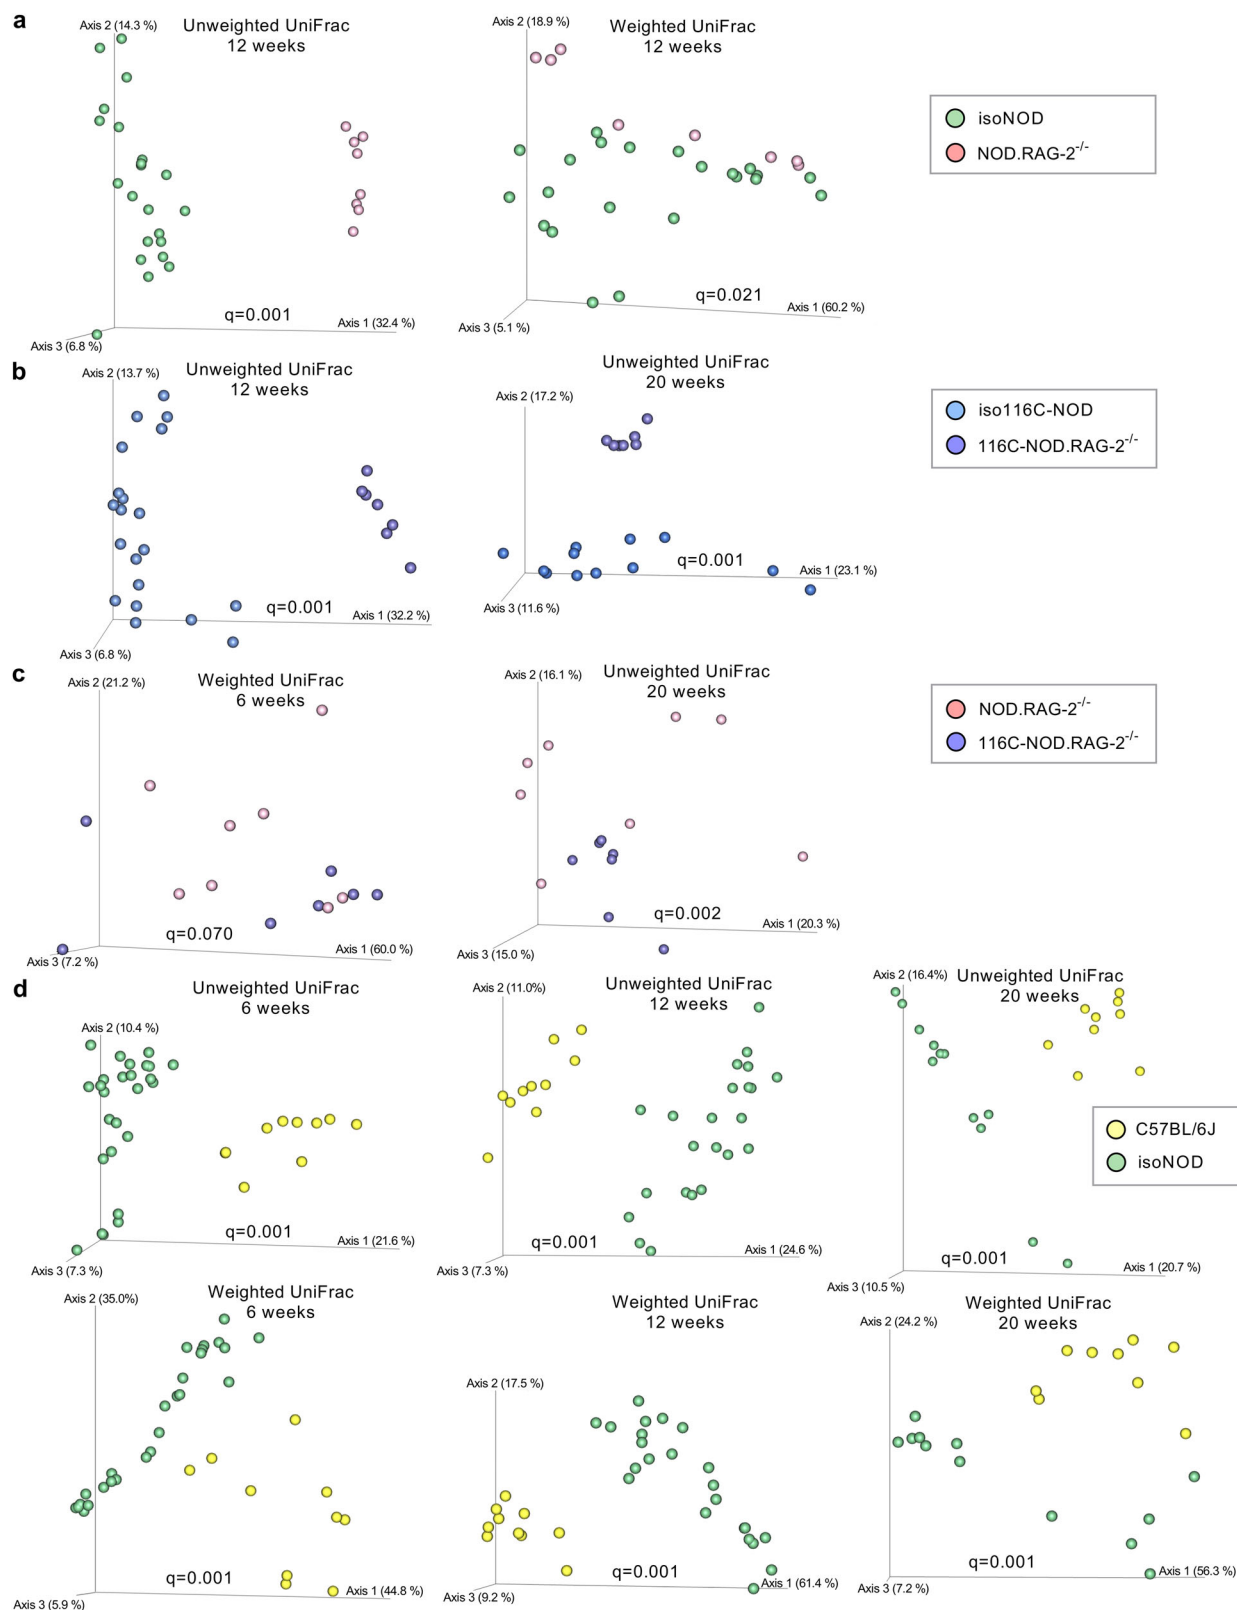 a
Axis 2 (14.3 %)
Unweighted UniFrac
12 weeks
q=0.001
Axis 1 (32.4 %)
Axis 3 (6.8 %)
Axis 2 (18.9 %)
Weighted UniFrac
12 weeks
q=0.021
Axis 1 (60.2 %)
Axis 3 (5.1 %)
isoNOD
NOD.RAG-2-/-
b
Axis 2 (13.7 %)
Unweighted UniFrac
12 weeks
q=0.001
Axis 1 (32.2 %)
Axis 3 (6.8 %)
Unweighted UniFrac
20 weeks
Axis 2 (17.2 %)
q=0.001
Axis 1 (23.1 %)
Axis 3 (11.6 %)
iso116C-NOD
116C-NOD.RAG-2-/-
c
Axis 2 (21.2 %)
Weighted UniFrac
6 weeks
q=0.070
Axis 1 (60.0 %)
Axis 3 (7.2 %)
Axis 2 (16.1 %)
Unweighted UniFrac
20 weeks
q=0.002
Axis 1 (20.3 %)
Axis 3 (15.0 %)
NOD.RAG-2-/-
116C-NOD.RAG-2-/-
d
Unweighted UniFrac
6 weeks
Axis 2 (10.4 %)
q=0.001
Axis 1 (21.6 %)
Axis 3 (7.3 %)
Axis 2 (11.0%)
Unweighted UniFrac
12 weeks
q=0.001
Axis 1 (24.6 %)
Axis 3 (7.3 %)
Axis 2 (16.4%)
Unweighted UniFrac
20 weeks
q=0.001
Axis 1 (20.7 %)
Axis 3 (10.5 %)
C57BL/6J
isoNOD
Axis 2 (35.0%)
Weighted UniFrac
6 weeks
q=0.001
Axis 1 (44.8 %)
Axis 3 (5.9 %)
Weighted UniFrac
12 weeks
Axis 2 (17.5 %)
q=0.001
Axis 1 (61.4 %)
Axis 3 (9.2 %)
Weighted UniFrac
20 weeks
Axis 2 (24.2 %)
q=0.001
Axis 1 (56.3 %)
Axis 3 (7.2 %)